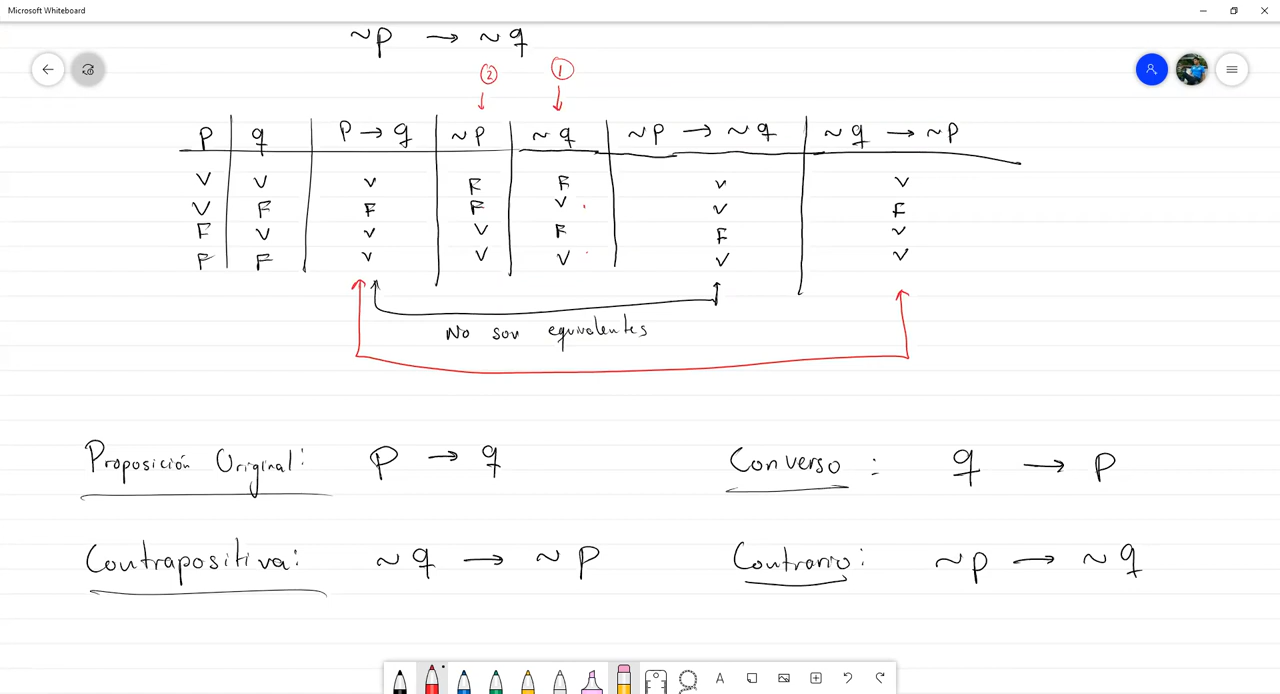 Microsoft Whiteboard
~p → ~q
② ①
p q p → q ~p ~q ~p → ~q ~q → ~p
V V V F F V V
V F F F V V F
F V V V F F V
F F V V V V V
No son equivalentes
Proposición Original: p → q Converso: q → p
Contrapositiva: ~q → ~p Contrario: ~p → ~q
A